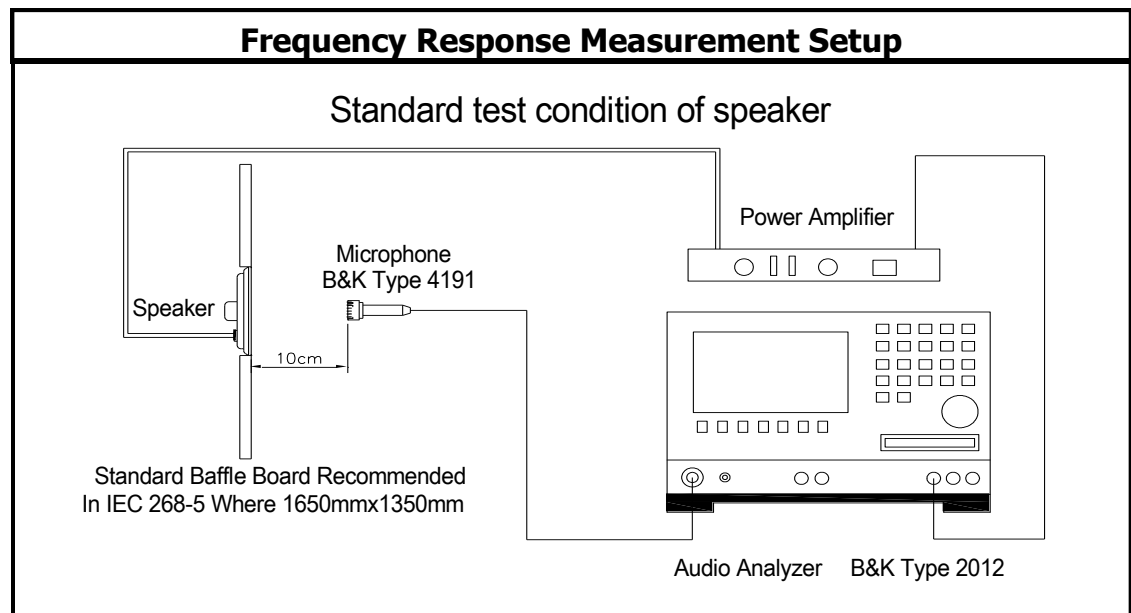 Frequency Response Measurement Setup
Standard test condition of speaker
Power Amplifier
Microphone
B&K Type 4191
Speaker
10cm
Standard Baffle Board Recommended
In IEC 268-5 Where 1650mmx1350mm
Audio Analyzer B&K Type 2012